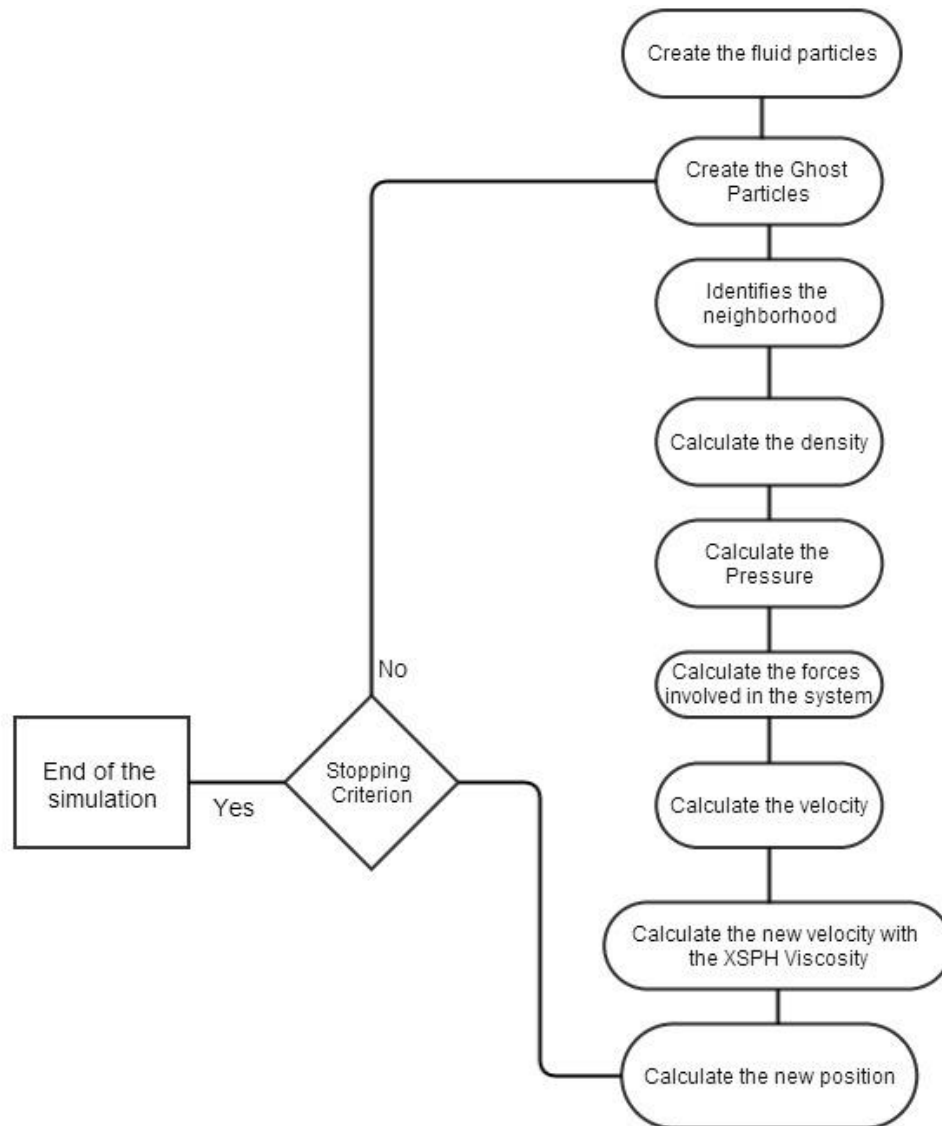 Create the fluid particles
Create the Ghost
Particles
Identifies the
neighborhood
Calculate the density
Calculate the
Pressure
Calculate the forces
involved in the system
Calculate the velocity
Calculate the new velocity with
the XSPH Viscosity
Calculate the new position
Stopping
Criterion
No
Yes
End of the
simulation